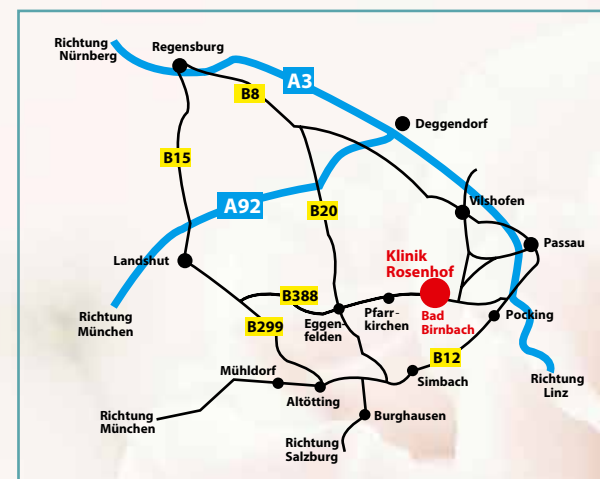 Richtung
Nürnberg
Regensburg
A3
B8
Deggendorf
B15
A92
B20
Vilshofen
Passau
Landshut
Klinik
Rosenhof
B388
Bad
Birnbach
Pfarr-
kirchen
Eggen-
felden
Pocking
Richtung
München
B299
B12
Mühldorf
Simbach
Richtung
Linz
Altötting
Richtung
München
Burghausen
Richtung
Salzburg